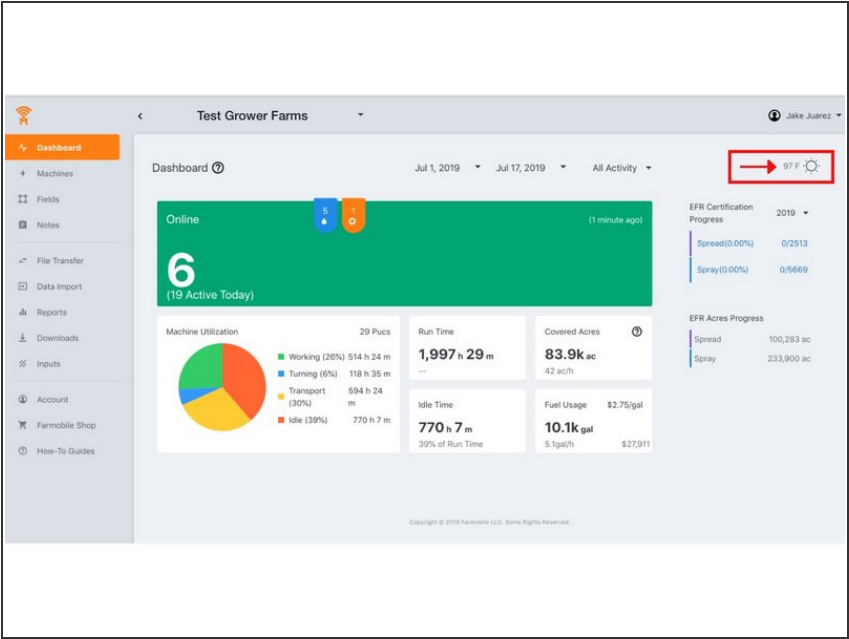 M
Test Grower Farms
Jake Juarez
Dashboard
Machines
Fields
Notes
File Transfer
Data Import
Reports
Downloads
Inputs
Account
Farmobile Shop
How-To Guides
Dashboard
Jul 1, 2019
Jul 17, 2019
All Activity
97 F
Online
5
1
(1 minute ago)
6
(19 Active Today)
EFR Certification
Progress
2019
Spread(0.00%) 0/2513
Spray(0.00%) 0/5669
EFR Acres Progress
Spread 100,283 ac
Spray 233,900 ac
Machine Utilization 29 Pucs
Working (26%) 514 h 24 m
Turning (6%) 118 h 35 m
Transport 594 h 24
(30%) m
Idle (39%) 770 h 7 m
Run Time
1,997 h 29 m
--
Covered Acres
83.9k ac
42 ac/h
Idle Time
770 h 7 m
39% of Run Time
Fuel Usage $2.75/gal
10.1k gal
5.1gal/h $27,911
Copyright @ 2019 Farmobile LLC. Some Rights Reserved.